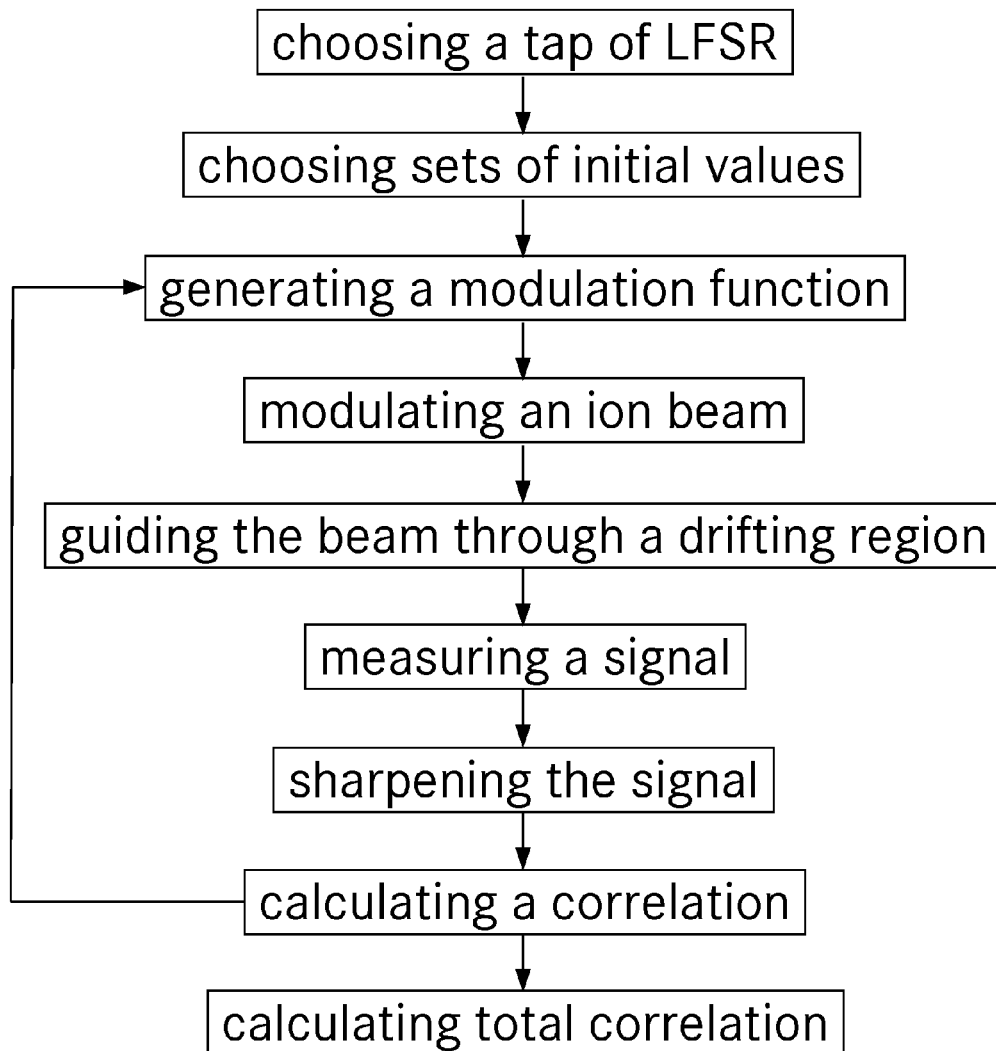 choosing a tap of LFSR
choosing sets of initial values
generating a modulation function
modulating an ion beam
guiding the beam through a drifting region
measuring a signal
sharpening the signal
calculating a correlation
calculating total correlation